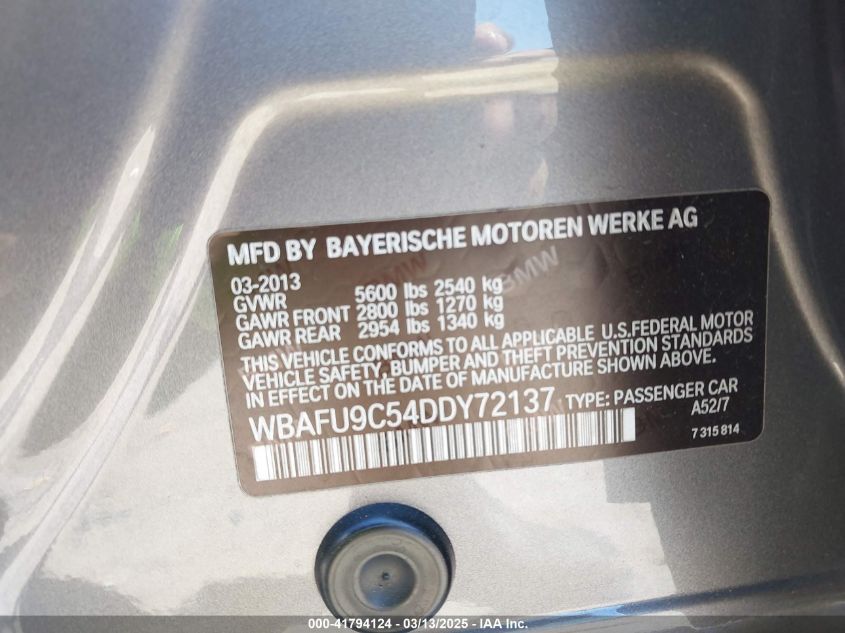 MFD BY BAYERISCHE MOTOREN WERKE AG
03-2013
GVWR 5600 lbs 2540 kg
GAWR FRONT 2800 lbs 1270 kg
GAWR REAR 2954 lbs 1340 kg
THIS VEHICLE CONFORMS TO ALL APPLICABLE U.S.FEDERAL MOTOR
VEHICLE SAFETY, BUMPER AND THEFT PREVENTION STANDARDS
IN EFFECT ON THE DATE OF MANUFACTURE SHOWN ABOVE.
WBAFU9C54DDY72137 TYPE: PASSENGER CAR
A52/7
7 315 814
BMW
000-41794124 - 03/13/2025 - IAAI.com